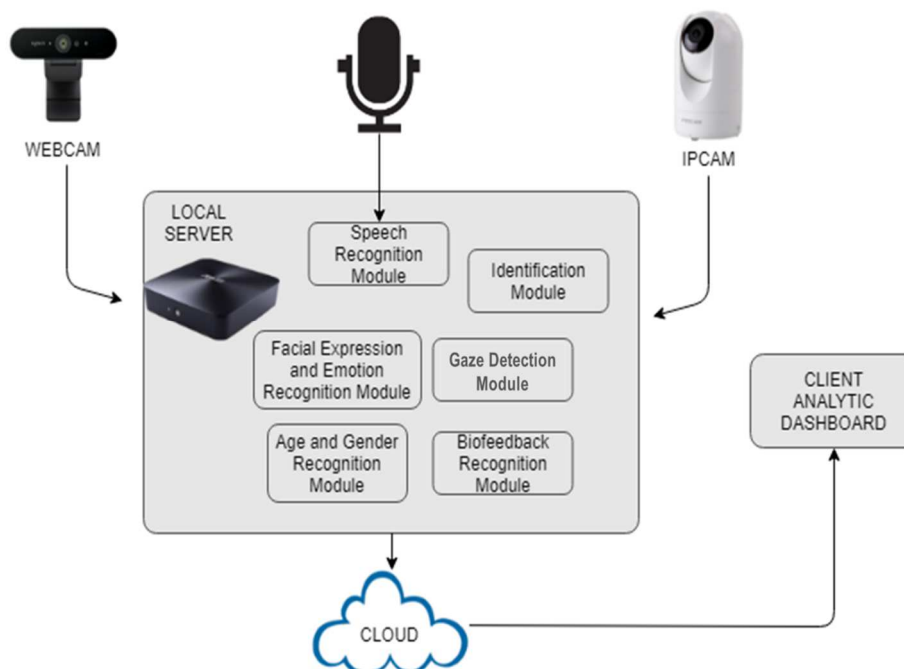 WEBCAM
IPCAM
LOCAL
SERVER
Speech
Recognition
Module
Identification
Module
Facial Expression
and Emotion
Recognition Module
Gaze Detection
Module
Age and Gender
Recognition
Module
Biofeedback
Recognition
Module
CLIENT
ANALYTIC
DASHBOARD
CLOUD